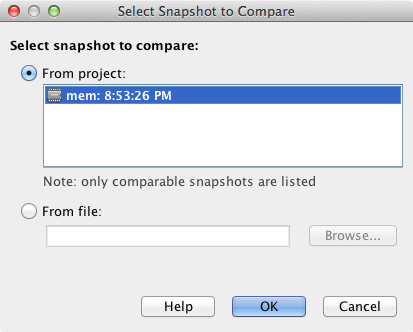 Select Snapshot to Compare
Select snapshot to compare:
From project:
mem: 8:53:26 PM
Note: only comparable snapshots are listed
From file:
Browse...
Help OK Cancel